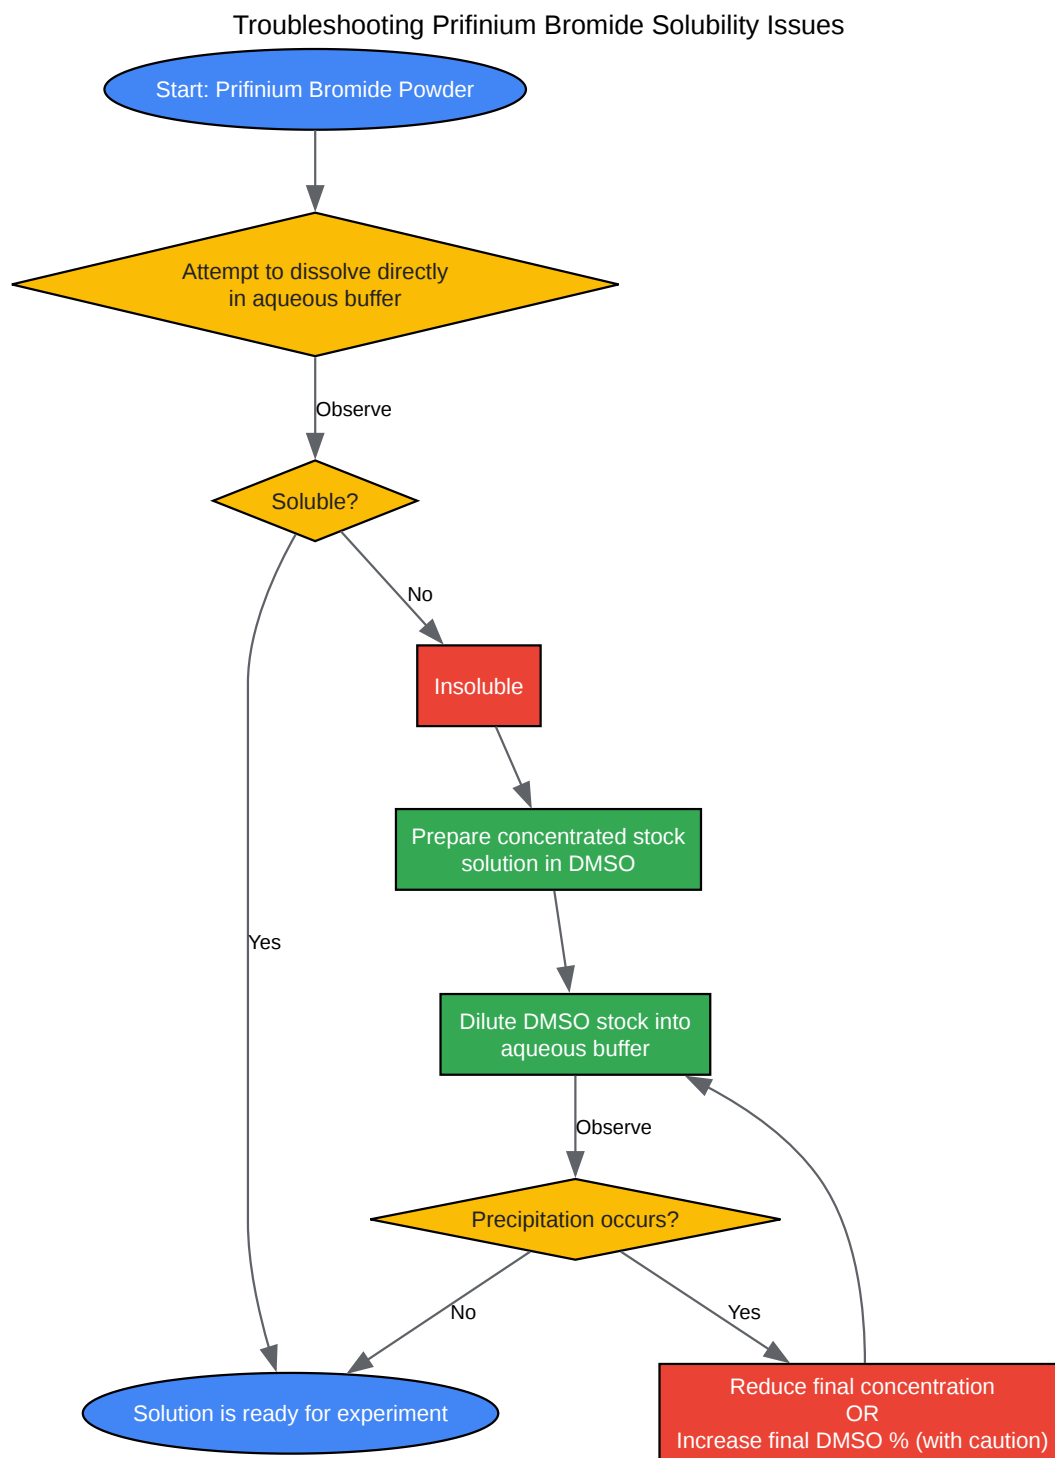 Troubleshooting Prifinium Bromide Solubility Issues
Start: Prifinium Bromide Powder
Attempt to dissolve directly
in aqueous buffer
Observe
Soluble?
No
Insoluble
Prepare concentrated stock
solution in DMSO
Yes
Dilute DMSO stock into
aqueous buffer
Observe
Precipitation occurs?
No
Yes
Solution is ready for experiment
Reduce final concentration
OR
Increase final DMSO % (with caution)